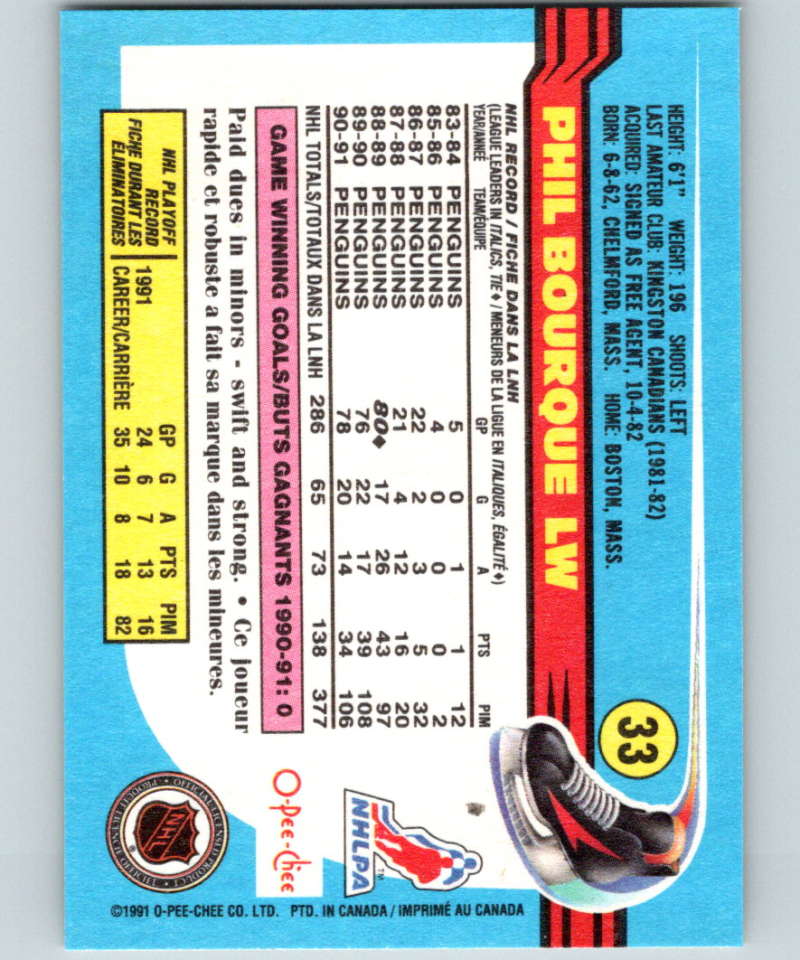 33
HEIGHT: 6'1" WEIGHT: 196 SHOOTS: LEFT
LAST AMATEUR CLUB: KINGSTON CANADIANS (1981-82)
ACQUIRED: SIGNED AS FREE AGENT, 10-4-82
BORN: 6-8-62, CHELMFORD, MASS. HOME: BOSTON, MASS.
PHIL BOURQUE LW
NHL RECORD / FICHE DANS LA LNH
(LEAGUE LEADERS IN ITALICS, TIE♦ / MENEURS DE LA LIGUE EN ITALIQUES, ÉGALITÉ ♦)
YEAR/ANNÉE TEAM/ÉQUIPE GP G A PTS PIM
83-84 PENGUINS 5 0 1 1 12
85-86 PENGUINS 4 0 0 0 2
86-87 PENGUINS 22 2 3 5 32
87-88 PENGUINS 21 4 12 16 20
88-89 PENGUINS 80♦ 17 26 43 97
89-90 PENGUINS 76 22 17 39 108
90-91 PENGUINS 78 20 14 34 106
NHL TOTALS/TOTAUX DANS LA LNH 286 65 73 138 377
GAME WINNING GOALS/BUTS GAGNANTS 1990-91: 0
Paid dues in minors - swift and strong. • Ce joueur
rapide et robuste a fait sa marque dans les mineures.
NHL PLAYOFF
RECORD
FICHE DURANT LES
ÉLIMINATOIRES
GP G A PTS PIM
1991 24 6 7 13 16
CAREER/CARRIÈRE 35 10 8 18 82
NHLPA
TM
O-Pee-Chee
OFFICIAL LICENSED PRODUCT •
NHL
®
©1991 O-PEE-CHEE CO. LTD. PTD. IN CANADA / IMPRIMÉ AU CANADA